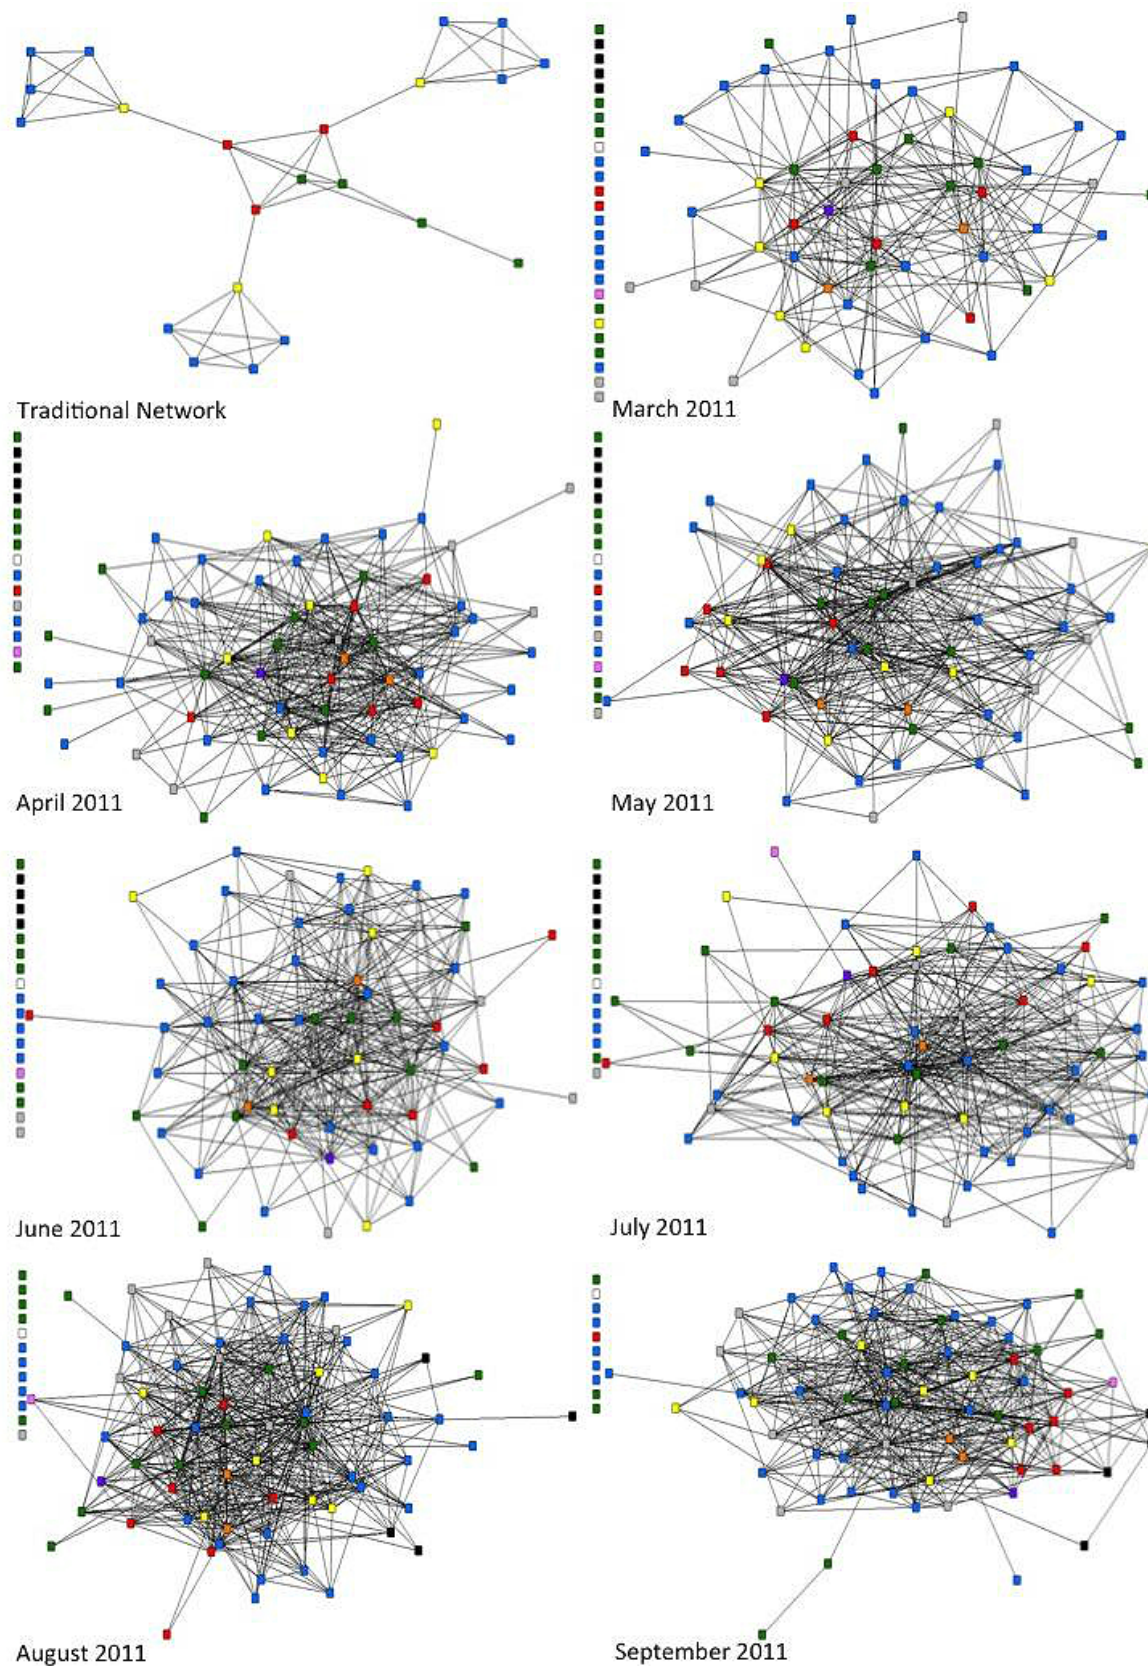 Traditional Network
March 2011
April 2011
May 2011
June 2011
July 2011
August 2011
September 2011